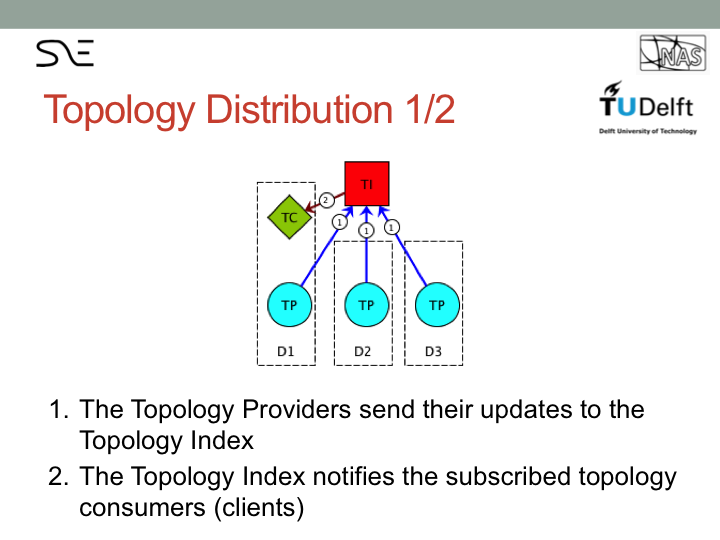 SNE
NAS
TUDelft
Delft University of Technology
Topology Distribution 1/2
TI
2
TC
1
1
1
TP
TP
TP
D1
D2
D3
1. The Topology Providers send their updates to the
Topology Index
2. The Topology Index notifies the subscribed topology
consumers (clients)